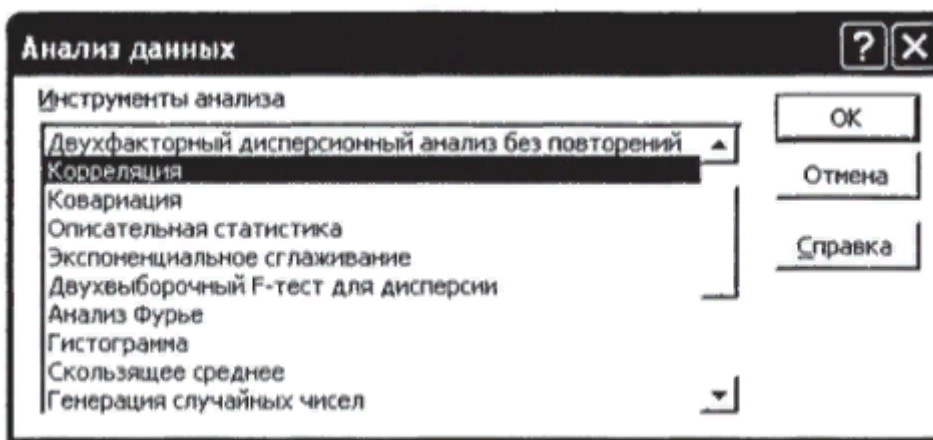 Анализ данных
Инструменты анализа
Двухфакторный дисперсионный анализ без повторений
Корреляция
Ковариация
Описательная статистика
Экспоненциальное сглаживание
Двухвыборочный F-тест для дисперсии
Анализ Фурье
Гистограмма
Скользящее среднее
Генерация случайных чисел
ОК
Отмена
Справка